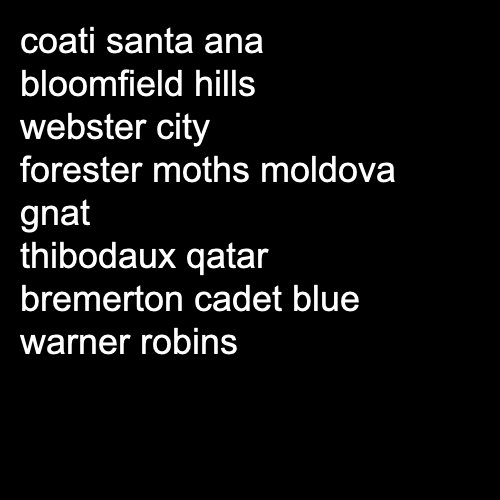 coati santa ana
bloomfield hills
webster city
forester moths moldova
gnat
thibodaux qatar
bremerton cadet blue
warner robins